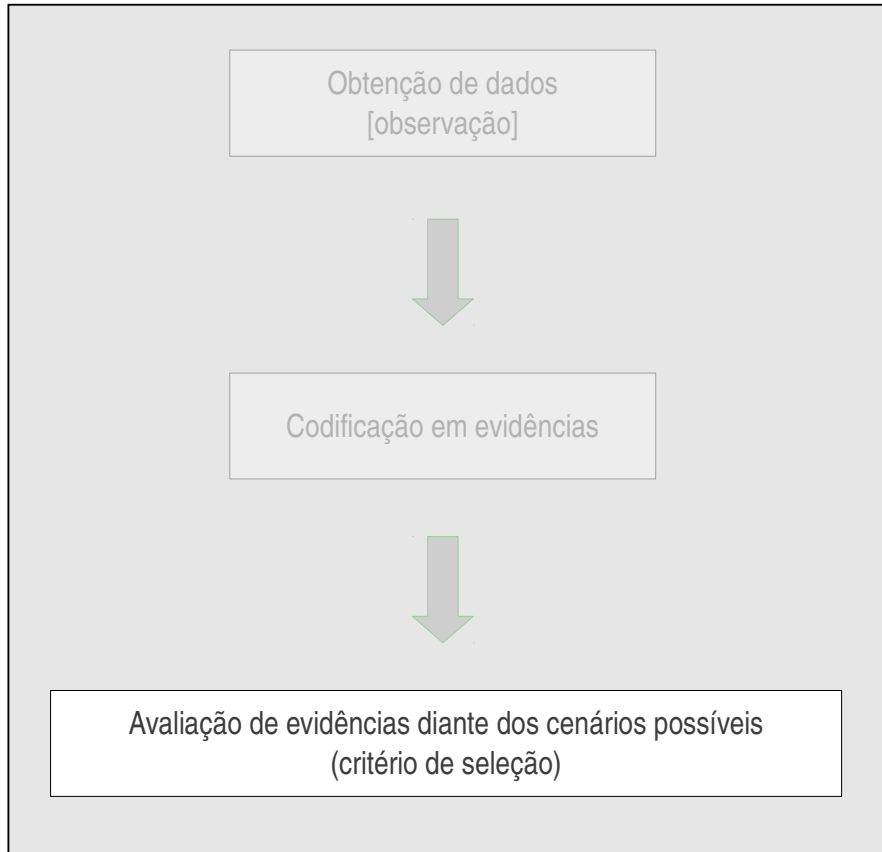 Obtenção de dados
[observação]
Codificação em evidências
Avaliação de evidências diante dos cenários possíveis
(critério de seleção)